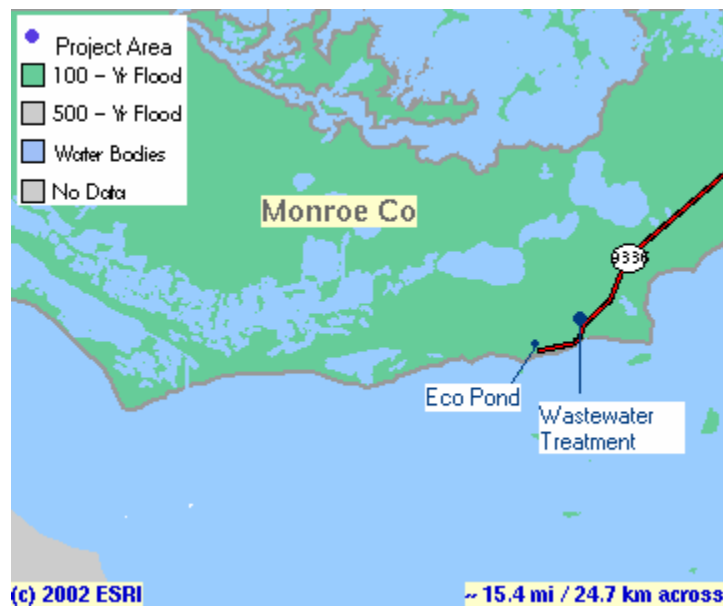 Project Area
100 - Yr Flood
500 - Yr Flood
Water Bodies
No Data
Monroe Co
9336
Eco Pond
Wastewater
Treatment
(c) 2002 ESRI
~ 15.4 mi / 24.7 km across